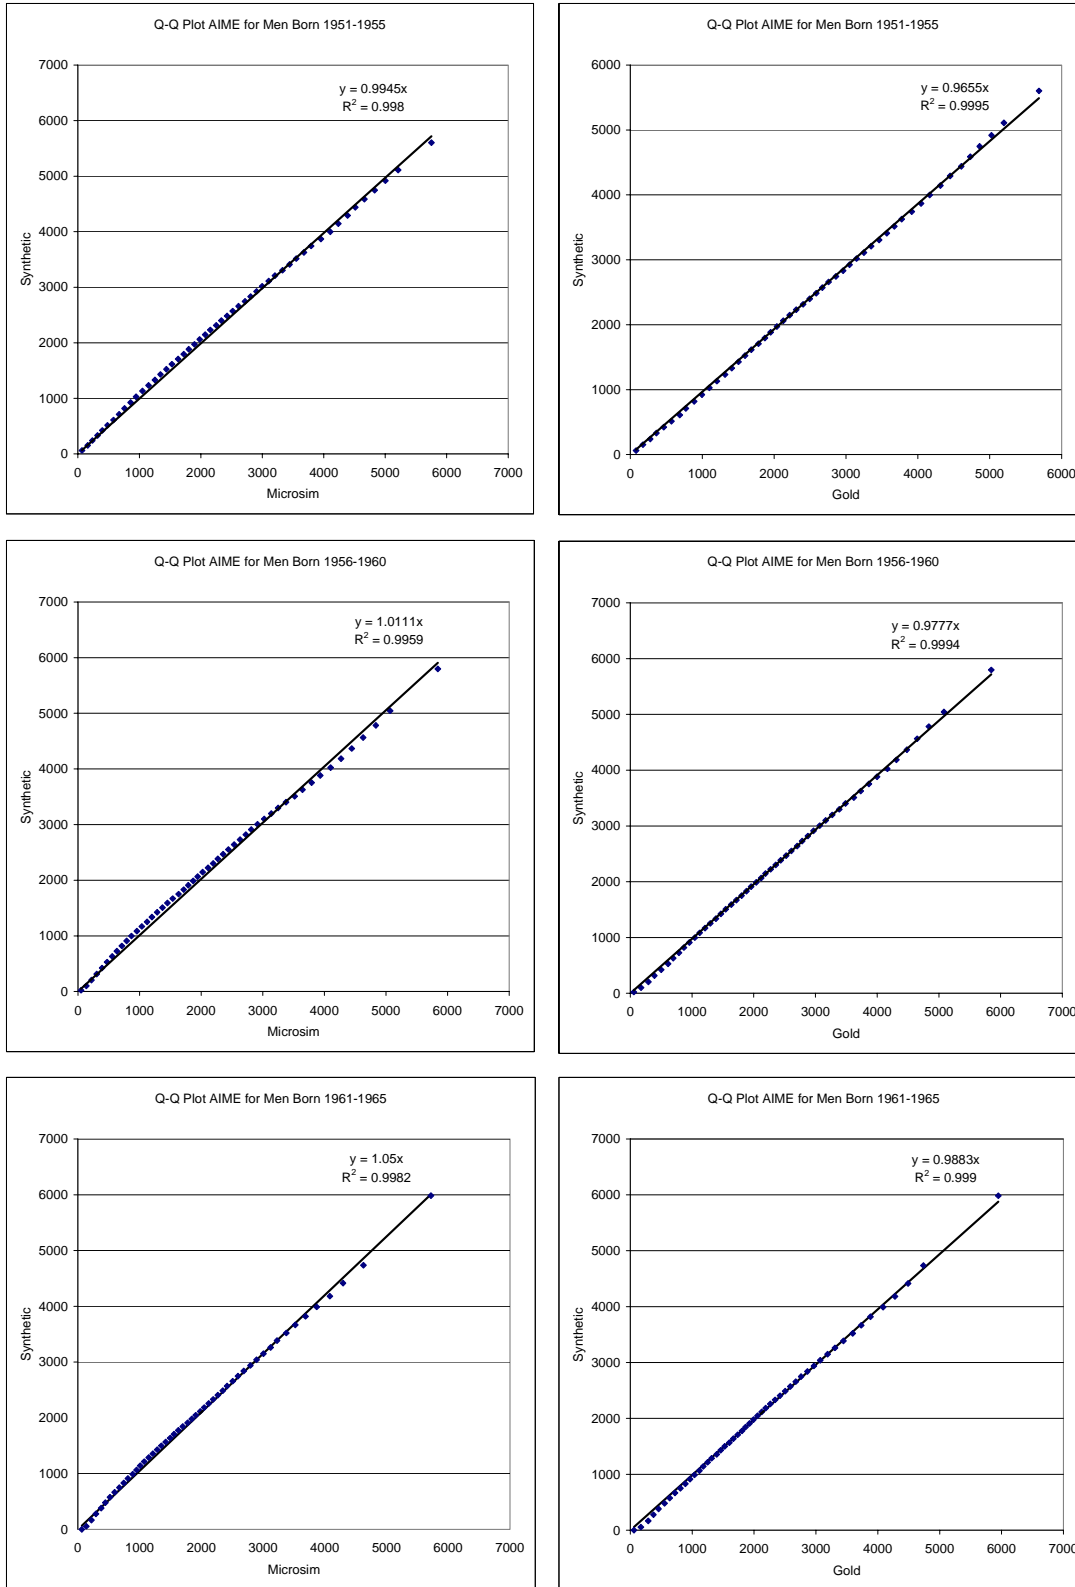 Q-Q Plot AIME for Men Born 1951-1955
y = 0.9945x
R² = 0.998
7000
6000
5000
4000
3000
2000
1000
0
Synthetic
0 1000 2000 3000 4000 5000 6000 7000
Microsim
Q-Q Plot AIME for Men Born 1951-1955
y = 0.9655x
R² = 0.9995
6000
5000
4000
3000
2000
1000
0
Synthetic
0 1000 2000 3000 4000 5000 6000
Gold
Q-Q Plot AIME for Men Born 1956-1960
y = 1.0111x
R² = 0.9959
7000
6000
5000
4000
3000
2000
1000
0
Synthetic
0 1000 2000 3000 4000 5000 6000 7000
Microsim
Q-Q Plot AIME for Men Born 1956-1960
y = 0.9777x
R² = 0.9994
7000
6000
5000
4000
3000
2000
1000
0
Synthetic
0 1000 2000 3000 4000 5000 6000 7000
Gold
Q-Q Plot AIME for Men Born 1961-1965
y = 1.05x
R² = 0.9982
7000
6000
5000
4000
3000
2000
1000
0
Synthetic
0 1000 2000 3000 4000 5000 6000 7000
Microsim
Q-Q Plot AIME for Men Born 1961-1965
y = 0.9883x
R² = 0.999
7000
6000
5000
4000
3000
2000
1000
0
Synthetic
0 1000 2000 3000 4000 5000 6000 7000
Gold